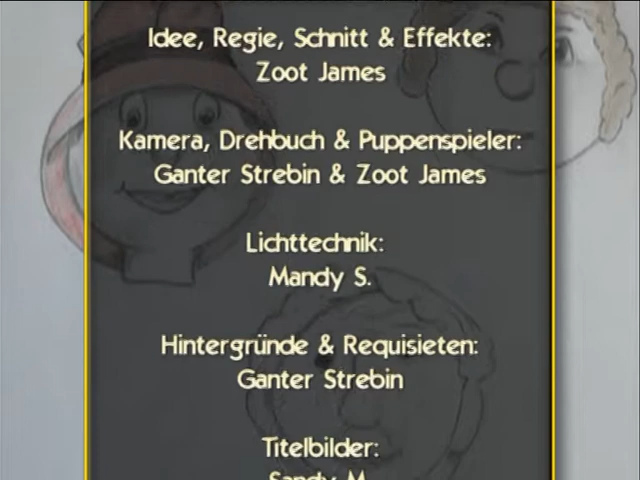 Idee, Regie, Schnitt & Effekte:
Zoot James
Kamera, Drehbuch & Puppenspieler:
Ganter Strebin & Zoot James
Lichttechnik:
Mandy S.
Hintergründe & Requisieten:
Ganter Strebin
Titelbilder:
Sandy M.